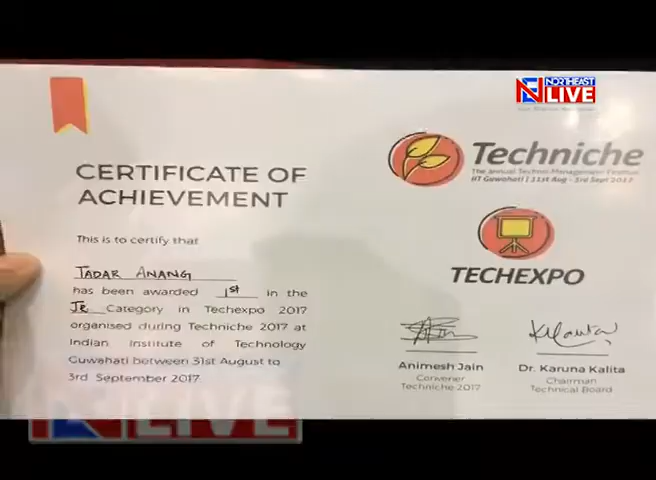 NORTHEAST
LIVE
CERTIFICATE OF
ACHIEVEMENT
This is to certify that
TADAR ANANG
has been awarded 1st in the
Jr Category in Techexpo 2017
organised during Techniche 2017 at
Indian Institute of Technology
Guwahati between 31st August to
3rd September 2017.
Techniche
The annual Techno-Management Festival
IIT Guwahati | 31st Aug - 3rd Sept 2017
TECHEXPO
Animesh Jain
Convener
Techniche 2017
Dr. Karuna Kalita
Chairman
Technical Board
LIVE